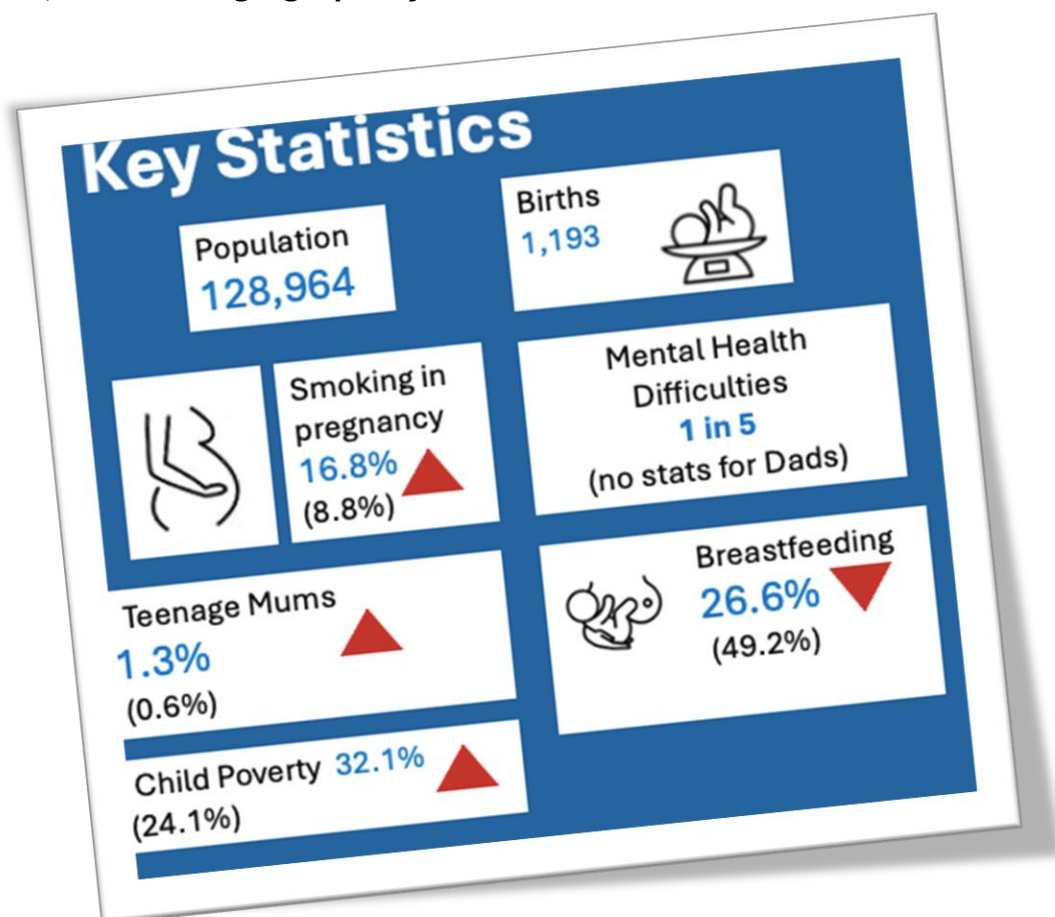 Key Statistics
Population
128,964
Births
1,193
Smoking in
pregnancy
16.8%
(8.8%)
Mental Health
Difficulties
1 in 5
(no stats for Dads)
Teenage Mums
1.3%
(0.6%)
Breastfeeding
26.6%
(49.2%)
Child Poverty 32.1%
(24.1%)